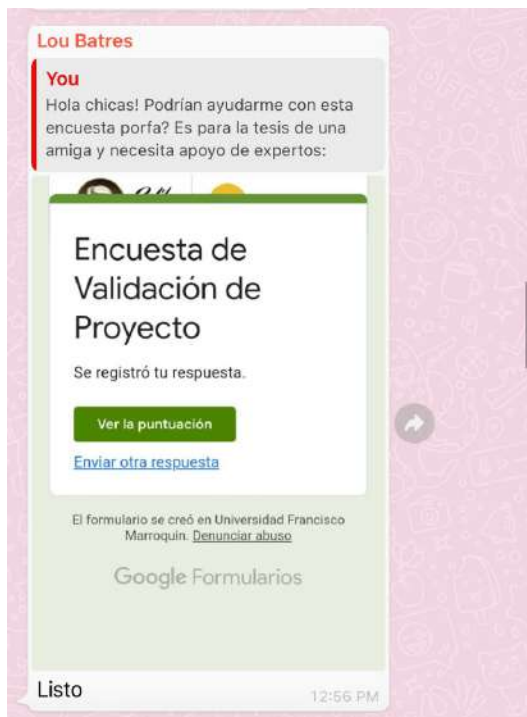 Lou Batres
You
Hola chicas! Podrían ayudarme con esta
encuesta porfa? Es para la tesis de una
amiga y necesita apoyo de expertos:
Encuesta de
Validación de
Proyecto
Se registró tu respuesta.
Ver la puntuación
Enviar otra respuesta
El formulario se creó en Universidad Francisco
Marroquín. Denunciar abuso
Google Formularios
Listo
12:56 PM